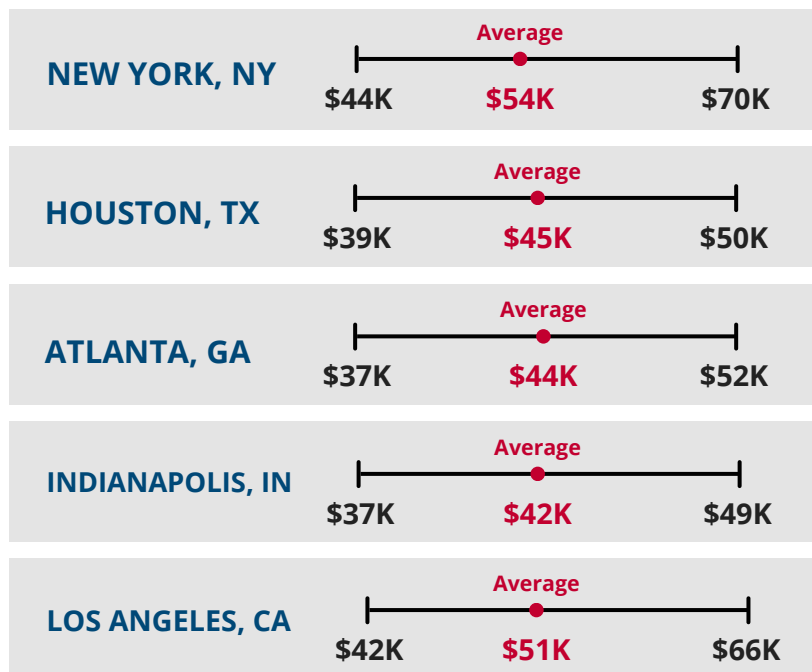 Average
NEW YORK, NY
$44K $54K $70K
Average
HOUSTON, TX
$39K $45K $50K
Average
ATLANTA, GA
$37K $44K $52K
Average
INDIANAPOLIS, IN
$37K $42K $49K
Average
LOS ANGELES, CA
$42K $51K $66K